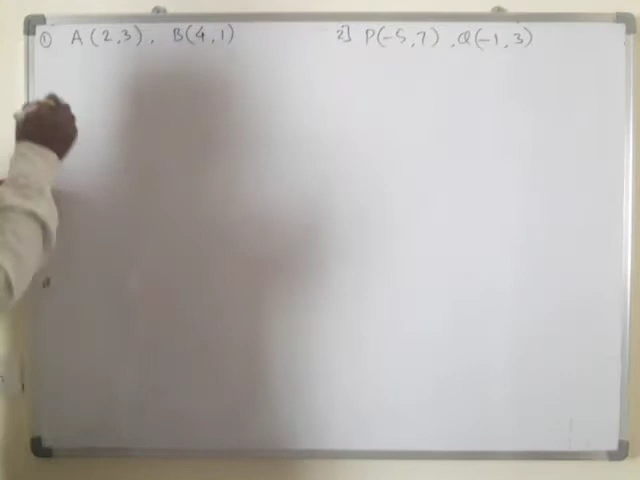 ① A(2,3), B(4,1)
2] P(-5,7), Q(-1,3)